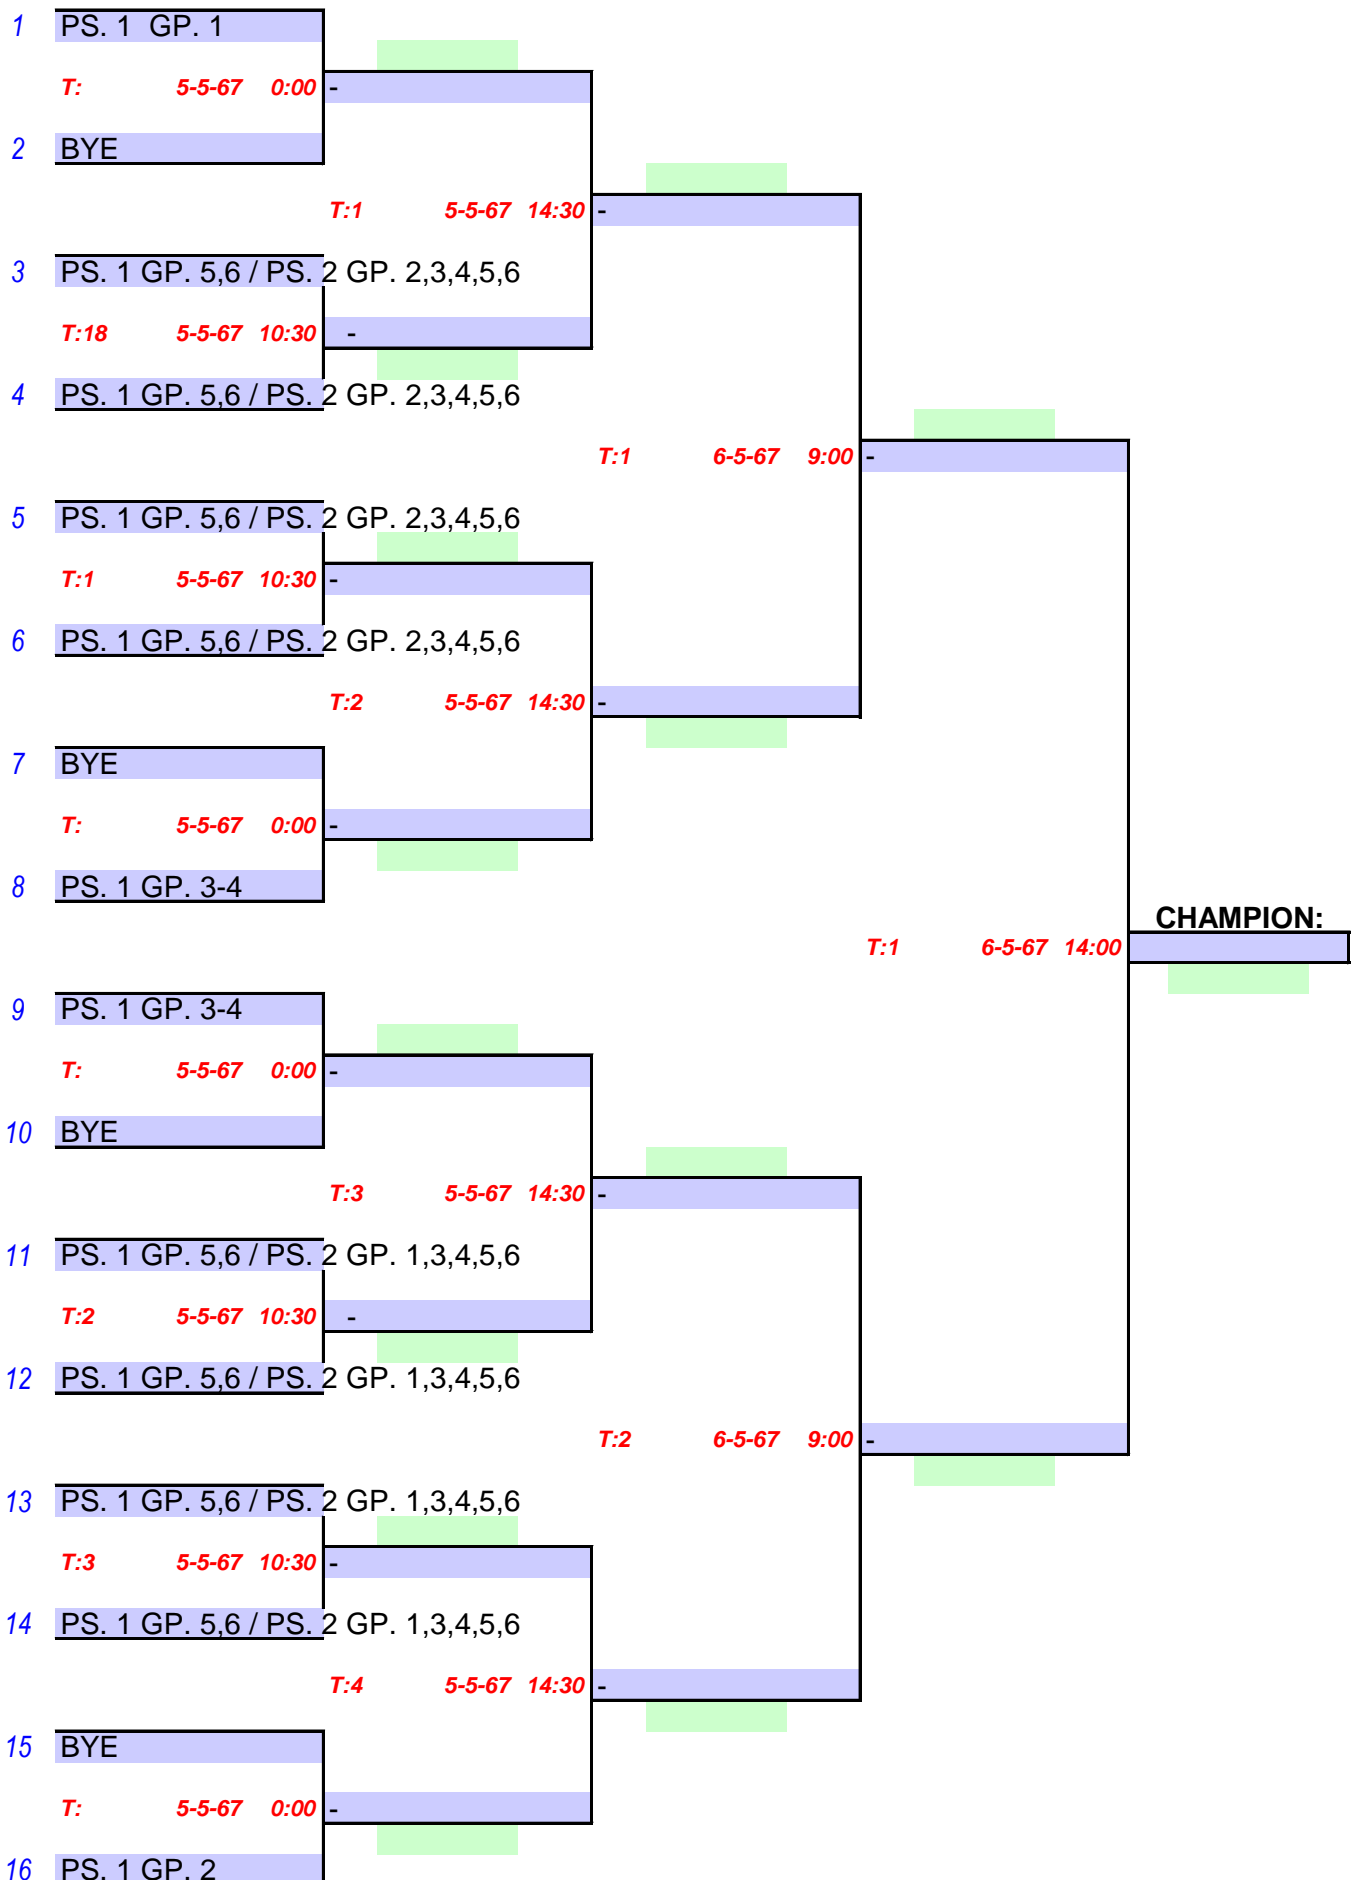 1 PS. 1 GP. 1
T: 5-5-67 0:00 -
2 BYE
T:1 5-5-67 14:30 -
3 PS. 1 GP. 5,6 / PS. 2 GP. 2,3,4,5,6
T:18 5-5-67 10:30 -
4 PS. 1 GP. 5,6 / PS. 2 GP. 2,3,4,5,6
T:1 6-5-67 9:00 -
5 PS. 1 GP. 5,6 / PS. 2 GP. 2,3,4,5,6
T:1 5-5-67 10:30 -
6 PS. 1 GP. 5,6 / PS. 2 GP. 2,3,4,5,6
T:2 5-5-67 14:30 -
7 BYE
T: 5-5-67 0:00 -
8 PS. 1 GP. 3-4
CHAMPION:
T:1 6-5-67 14:00
9 PS. 1 GP. 3-4
T: 5-5-67 0:00 -
10 BYE
T:3 5-5-67 14:30 -
11 PS. 1 GP. 5,6 / PS. 2 GP. 1,3,4,5,6
T:2 5-5-67 10:30 -
12 PS. 1 GP. 5,6 / PS. 2 GP. 1,3,4,5,6
T:2 6-5-67 9:00 -
13 PS. 1 GP. 5,6 / PS. 2 GP. 1,3,4,5,6
T:3 5-5-67 10:30 -
14 PS. 1 GP. 5,6 / PS. 2 GP. 1,3,4,5,6
T:4 5-5-67 14:30 -
15 BYE
T: 5-5-67 0:00 -
16 PS. 1 GP. 2